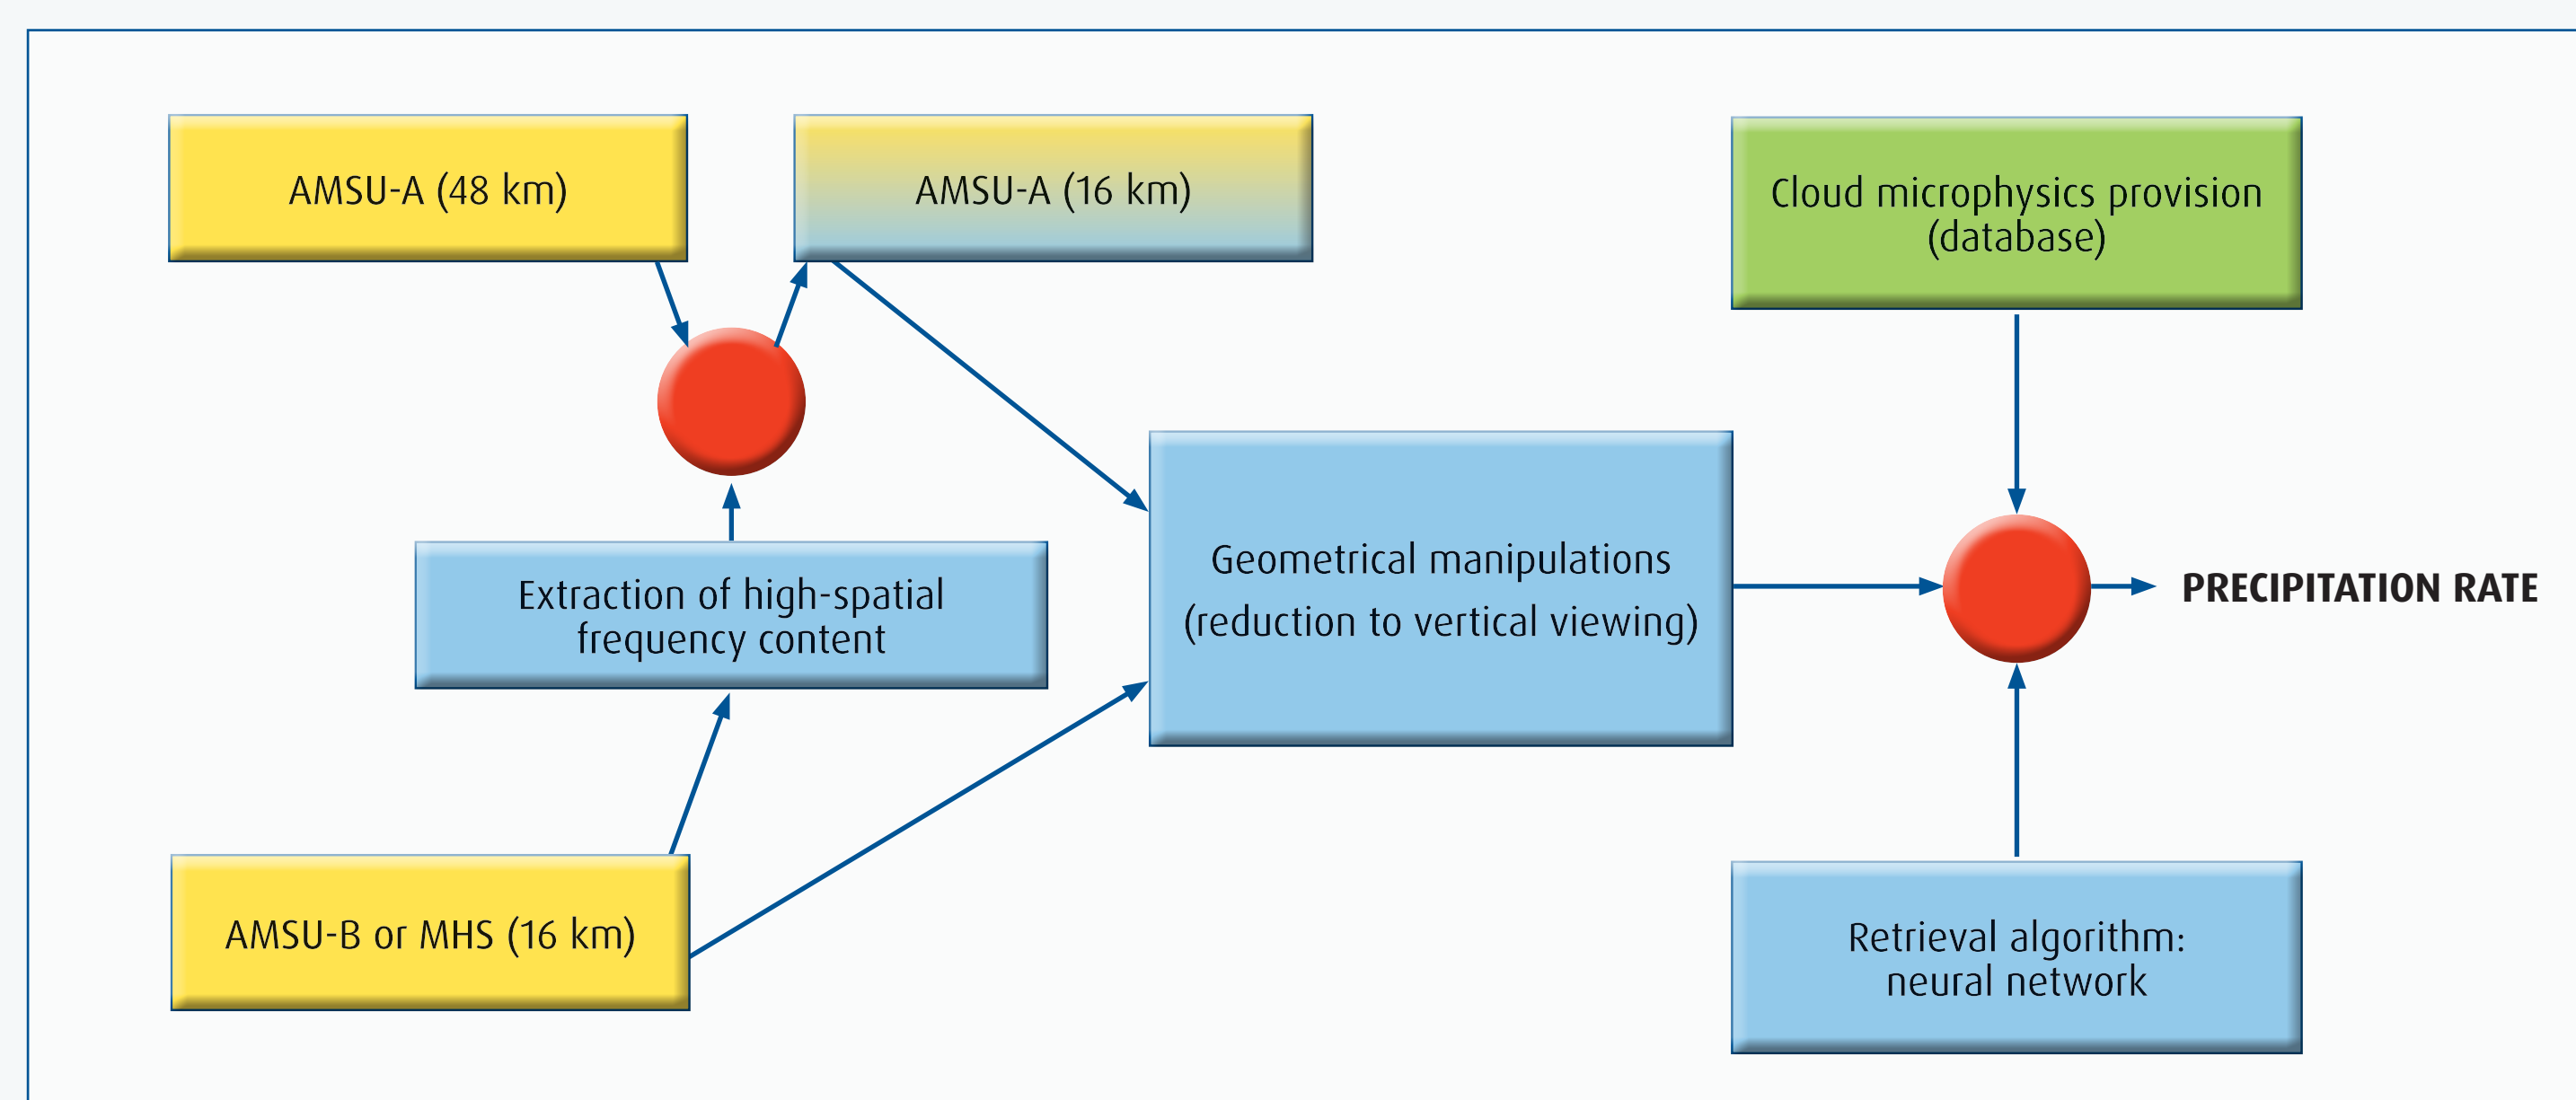 AMSU-A (48 km)
AMSU-A (16 km)
Cloud microphysics provision
(database)
Extraction of high-spatial
frequency content
Geometrical manipulations
(reduction to vertical viewing)
PRECIPITATION RATE
AMSU-B or MHS (16 km)
Retrieval algorithm:
neural network